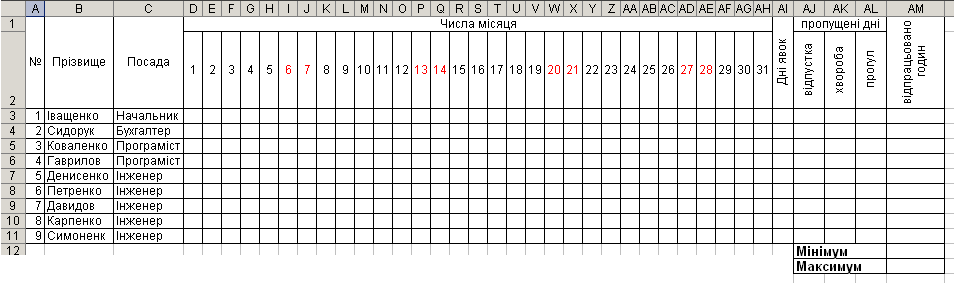 A B C D E F G H I J K L M N O P Q R S T U V W X Y Z AA AB AC AD AE AF AG AH AI AJ AK AL AM
1 Числа місяця пропущені дні
2 № Прізвище Посада 1 2 3 4 5 6 7 8 9 10 11 12 13 14 15 16 17 18 19 20 21 22 23 24 25 26 27 28 29 30 31 Дні явок відпустка хвороба прогул відпрацьовано годин
3 1 Іващенко Начальник
4 2 Сидорук Бухгалтер
5 3 Коваленко Програміст
6 4 Гаврилов Програміст
7 5 Денисенко Інженер
8 6 Петренко Інженер
9 7 Давидов Інженер
10 8 Карпенко Інженер
11 9 Симоненк Інженер
12 Мінімум
Максимум